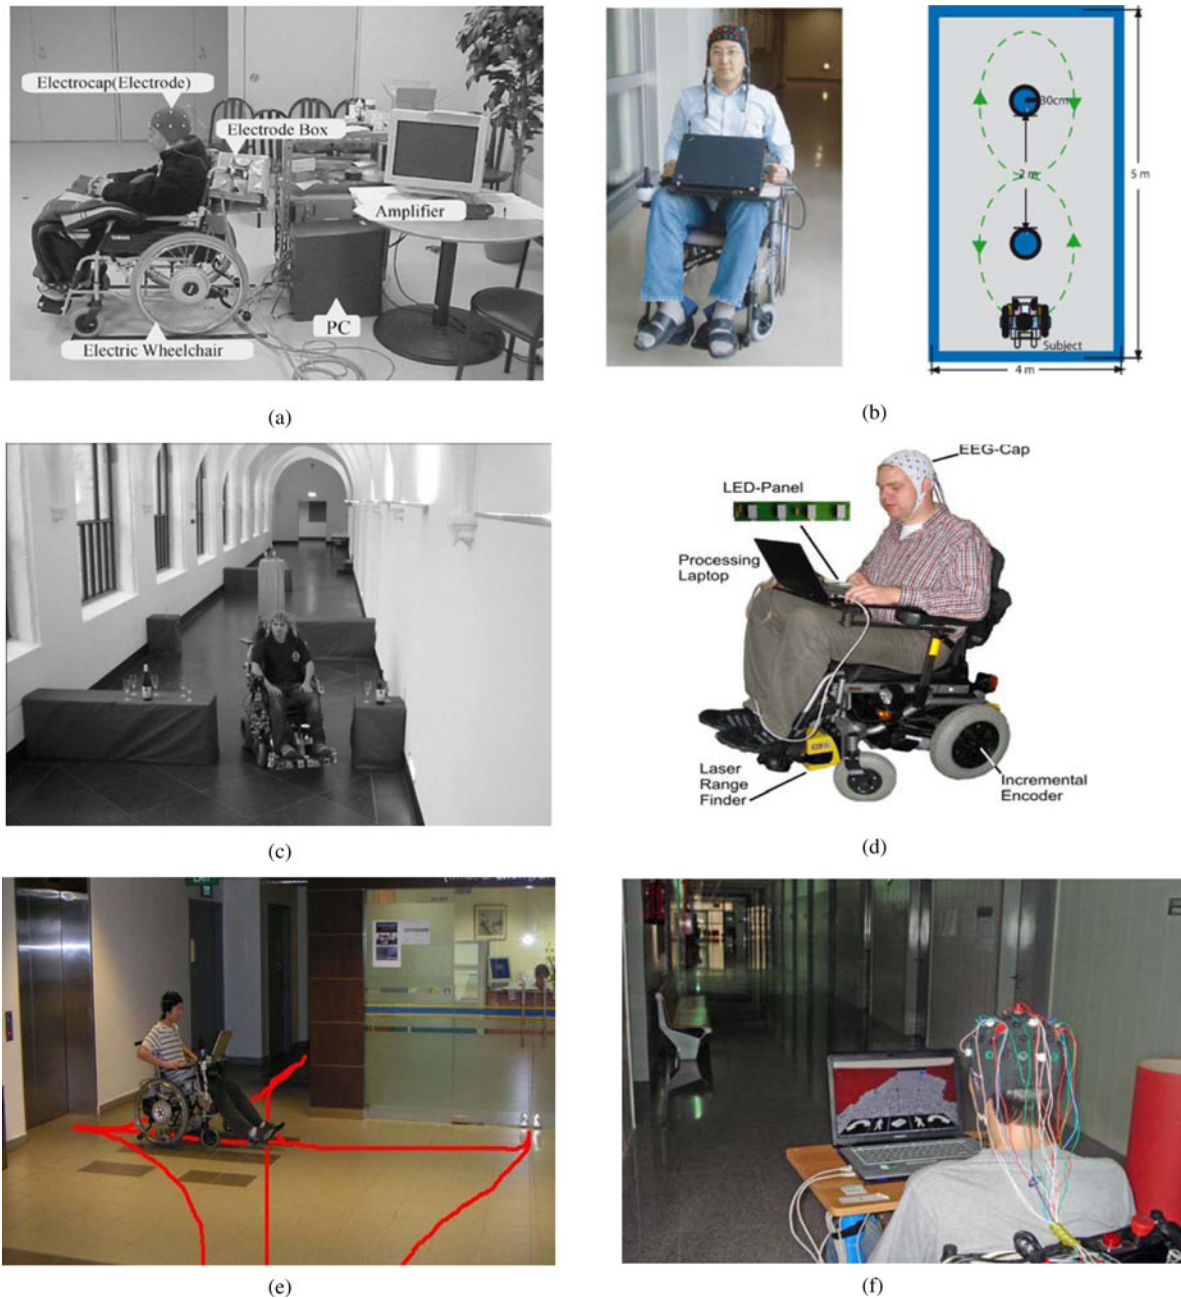 Electrocap(Electrode)
Electrode Box
Amplifier
PC
Electric Wheelchair
(a)
30cm
2 m
5 m
Subject
4 m
(b)
(c)
EEG-Cap
LED-Panel
Processing
Laptop
Laser
Range
Finder
Incremental
Encoder
(d)
EXIT
(e)
(f)